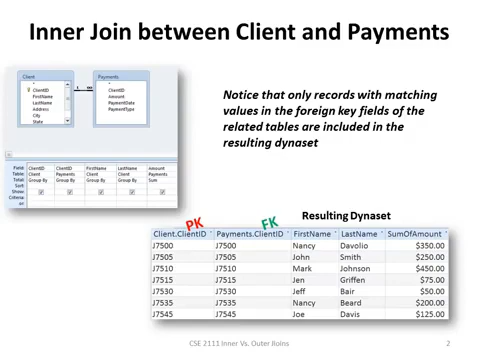 Inner Join between Client and Payments
Client
*
ClientID
FirstName
LastName
Address
City
State
1
∞
Payments
*
ClientID
Amount
PaymentDate
PaymentType
Notice that only records with matching
values in the foreign key fields of the
related tables are included in the
resulting dynaset
Field: ClientID ClientID FirstName LastName Amount
Table: Client Payments Client Client Payments
Total: Group By Group By Group By Group By Sum
Sort:
Show:
Criteria:
or:
Resulting Dynaset
PK FK
Client.ClientID Payments.ClientID FirstName LastName SumOfAmount
J7500 J7500 Nancy Davolio $350.00
J7505 J7505 John Smith $250.00
J7510 J7510 Mark Johnson $450.00
J7515 J7515 Jen Griffen $75.00
J7530 J7530 Jeff Bair $50.00
J7535 J7535 Nancy Beard $200.00
J7545 J7545 Joe Davis $125.00
CSE 2111 Inner Vs. Outer Roins 2